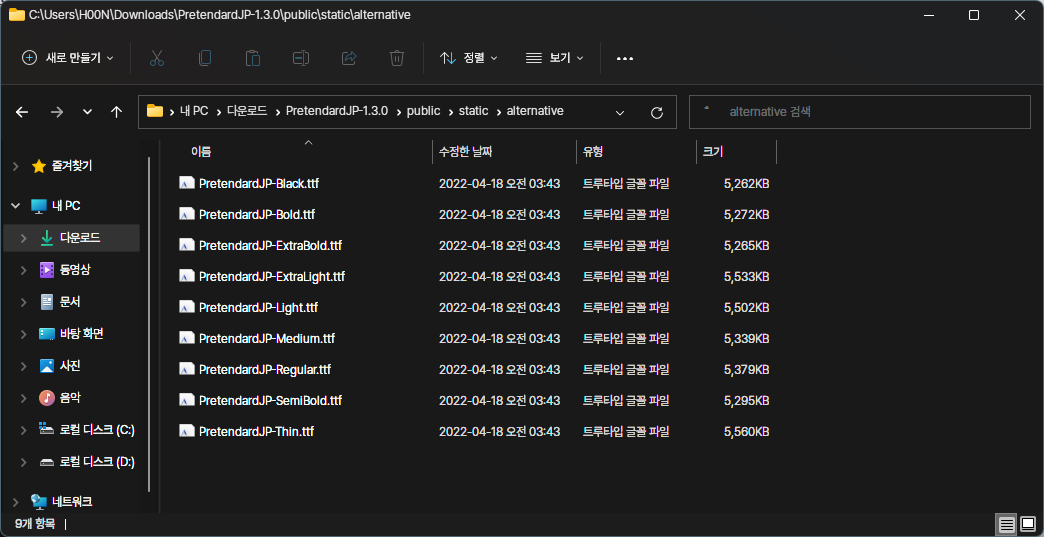 C:\Users\H00N\Downloads\PretendardJP-1.3.0\public\static\alternative
새로 만들기 정렬 보기
내 PC 다운로드 PretendardJP-1.3.0 public static alternative alternative 검색
즐겨찾기
내 PC
다운로드
동영상
문서
바탕 화면
사진
음악
로컬 디스크 (C:)
로컬 디스크 (D:)
네트워크
이름 수정한 날짜 유형 크기
PretendardJP-Black.ttf 2022-04-18 오전 03:43 트루타입 글꼴 파일 5,262KB
PretendardJP-Bold.ttf 2022-04-18 오전 03:43 트루타입 글꼴 파일 5,272KB
PretendardJP-ExtraBold.ttf 2022-04-18 오전 03:43 트루타입 글꼴 파일 5,265KB
PretendardJP-ExtraLight.ttf 2022-04-18 오전 03:43 트루타입 글꼴 파일 5,533KB
PretendardJP-Light.ttf 2022-04-18 오전 03:43 트루타입 글꼴 파일 5,502KB
PretendardJP-Medium.ttf 2022-04-18 오전 03:43 트루타입 글꼴 파일 5,339KB
PretendardJP-Regular.ttf 2022-04-18 오전 03:43 트루타입 글꼴 파일 5,379KB
PretendardJP-SemiBold.ttf 2022-04-18 오전 03:43 트루타입 글꼴 파일 5,295KB
PretendardJP-Thin.ttf 2022-04-18 오전 03:43 트루타입 글꼴 파일 5,560KB
9개 항목